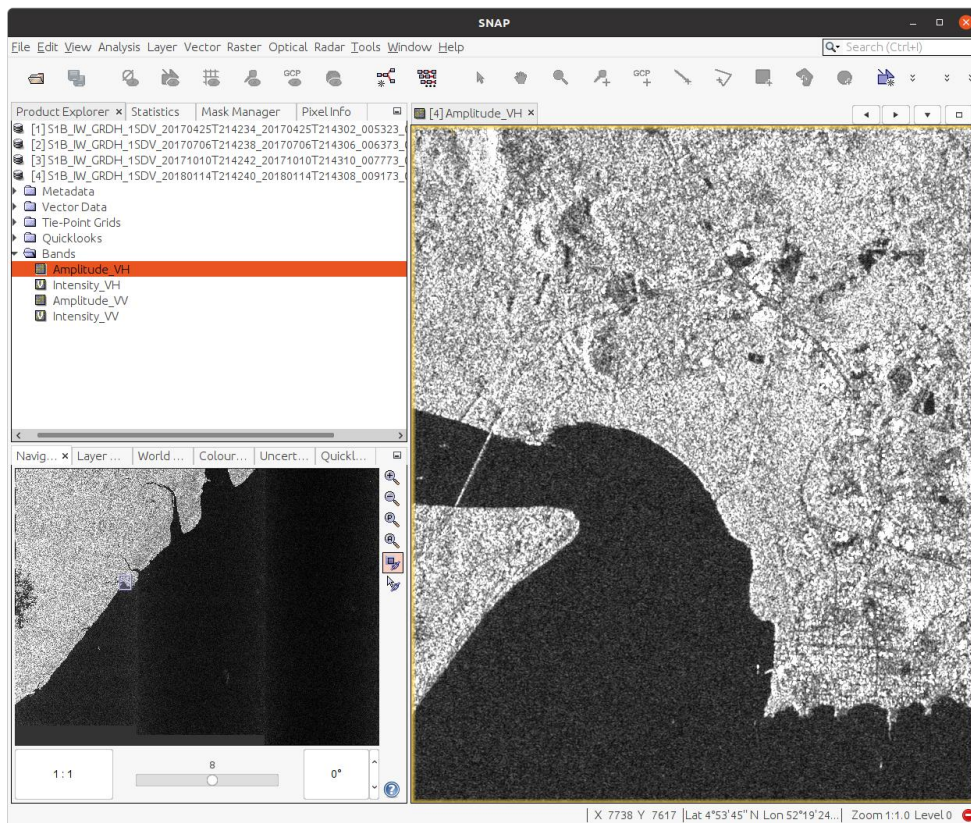 SNAP
File Edit View Analysis Layer Vector Raster Optical Radar Tools Window Help
Search (Ctrl+I)
GCP GCP
Product Explorer Statistics Mask Manager Pixel Info
[4] Amplitude_VH
[1] S1B_IW_GRDH_1SDV_20170425T214234_20170425T214302_005323_
[2] S1B_IW_GRDH_1SDV_20170706T214238_20170706T214306_006373_
[3] S1B_IW_GRDH_1SDV_20171010T214242_20171010T214310_007773_
[4] S1B_IW_GRDH_1SDV_20180114T214240_20180114T214308_009173_
Metadata
Vector Data
Tie-Point Grids
Quicklooks
Bands
Amplitude_VH
V Intensity_VH
Amplitude_VV
V Intensity_VV
Navig... Layer ... World ... Colour... Uncert... Quickl...
1 : 1
8
0°
X 7738 Y 7617 Lat 4°53'45" N Lon 52°19'24... Zoom 1:1.0 Level 0